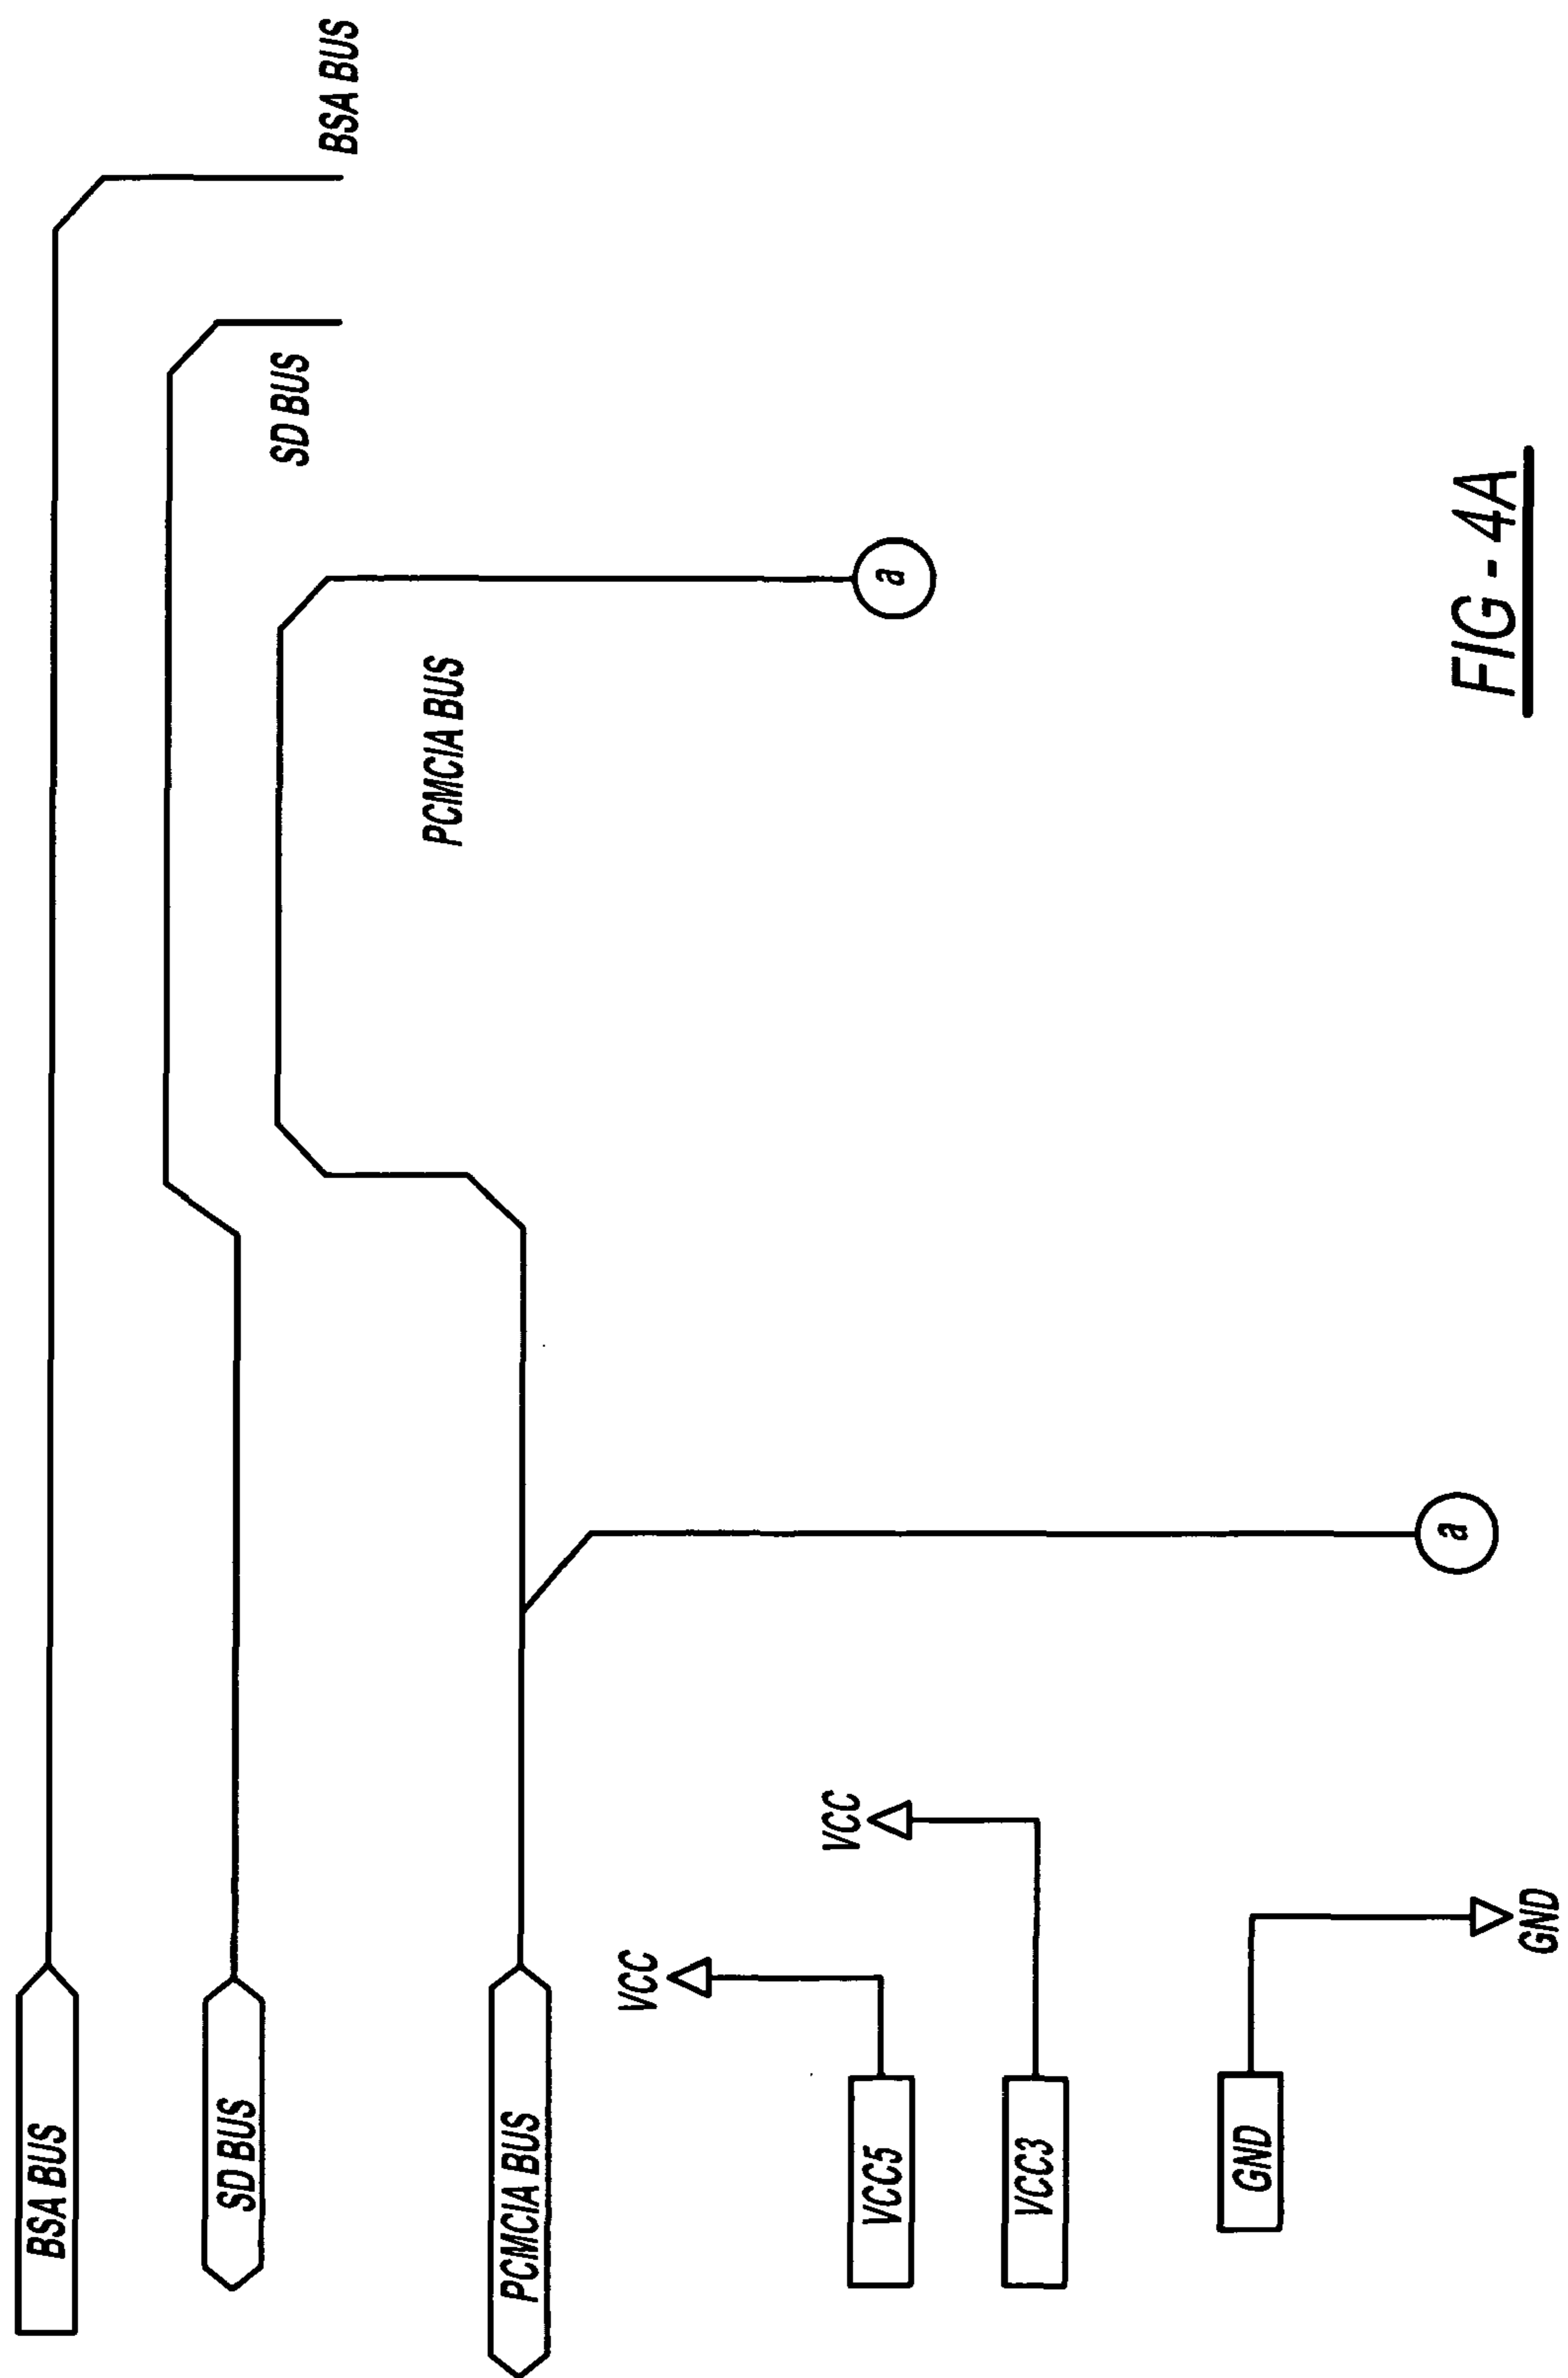 BSA BUS
BSA BUS
SD BUS
SD BUS
PCMCIA BUS
PCMCIA BUS
a
a
VCC
VCC5
VCC
VCC3
GND
GND
FIG - 4A